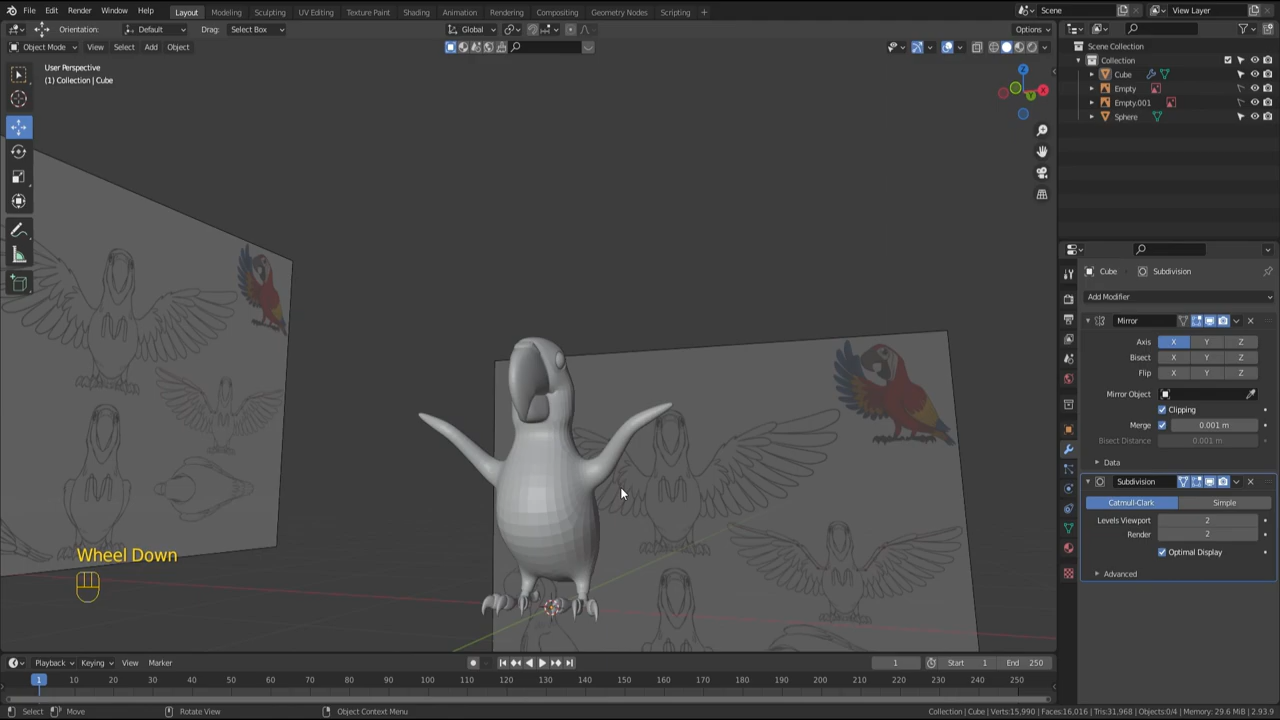 File Edit Render Window Help Layout Modeling Sculpting UV Editing Texture Paint Shading Animation Rendering Compositing Geometry Nodes Scripting Scene View Layer
Orientation: Default Drag: Select Box Global Options
Object Mode View Select Add Object
User Perspective
(1) Collection | Cube
Z
X
Y
Scene Collection
Collection
Cube
Empty
Empty.001
Sphere
Cube Subdivision
Add Modifier
Mirror
Axis X Y Z
Bisect X Y Z
Flip X Y Z
Mirror Object
Clipping
Merge 0.001 m
Bisect Distance 0.001 m
Data
Subdivision
Catmull-Clark Simple
Levels Viewport 2
Render 2
Optimal Display
Advanced
Wheel Down
Playback Keying View Marker 1 Start 1 End 250
1 10 20 30 40 50 60 70 80 90 100 110 120 130 140 150 160 170 180 190 200 210 220 230 240 250
Select Move Rotate View Object Context Menu Collection | Cube | Verts:15,990 | Faces:16,016 | Tris:31,968 | Objects:0/4 | Memory: 29.6 MiB | 2.93.9